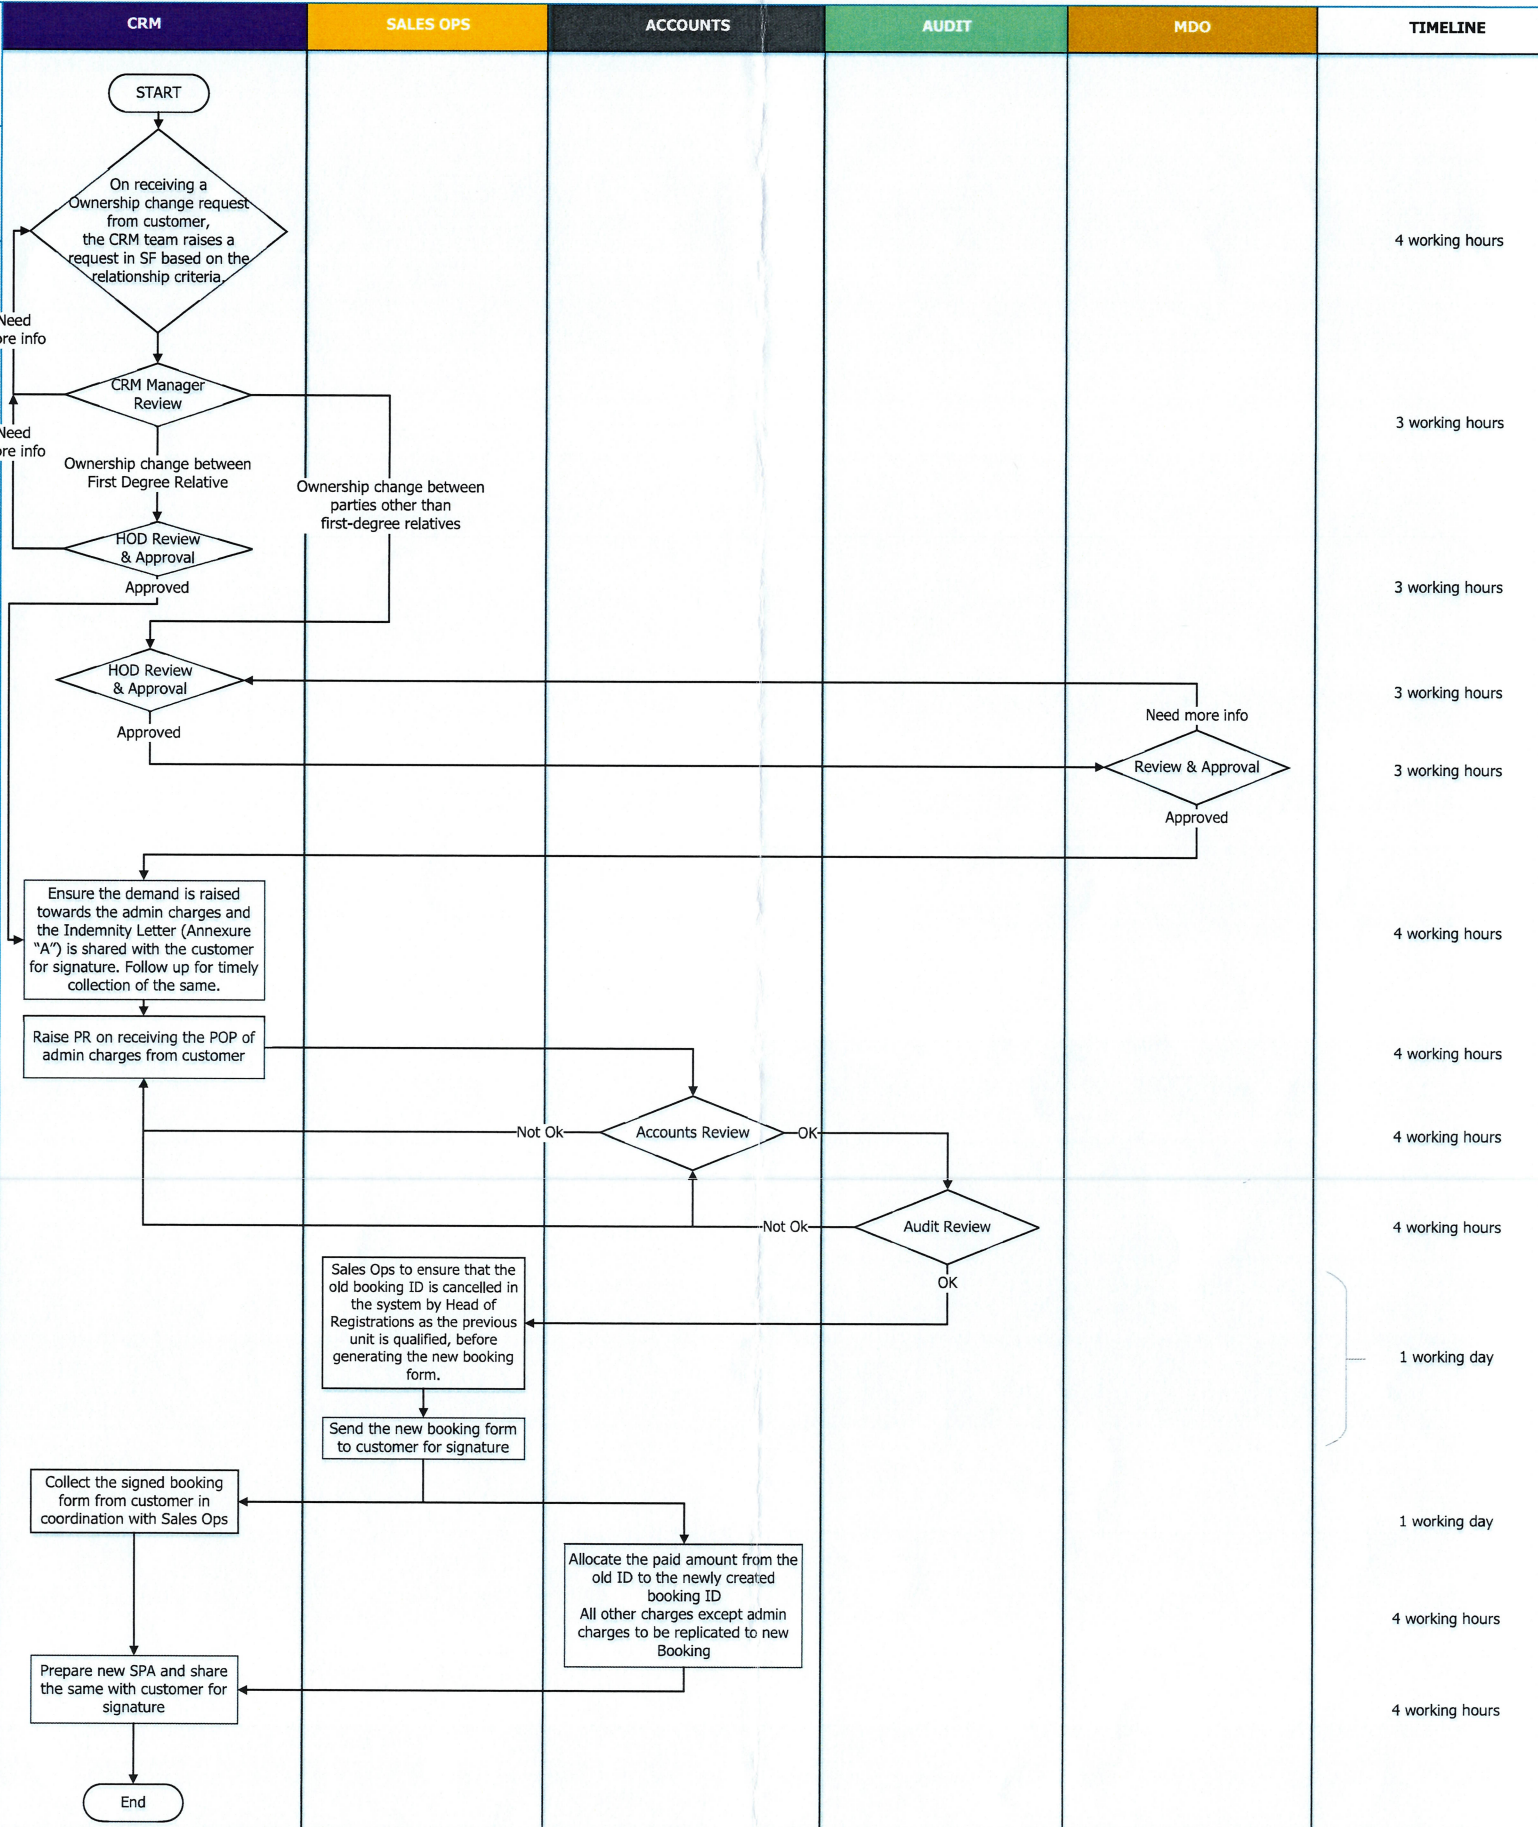 CRM
SALES OPS
ACCOUNTS
AUDIT
MDO
TIMELINE
START
On receiving a
Ownership change request
from customer,
the CRM team raises a
request in SF based on the
relationship criteria.
4 working hours
Need
ore info
CRM Manager
Review
3 working hours
Need
ore info
Ownership change between
First Degree Relative
Ownership change between
parties other than
first-degree relatives
HOD Review
& Approval
Approved
3 working hours
HOD Review
& Approval
3 working hours
Need more info
Approved
Review & Approval
3 working hours
Approved
Ensure the demand is raised
towards the admin charges and
the Indemnity Letter (Annexure
“A”) is shared with the customer
for signature. Follow up for timely
collection of the same.
4 working hours
Raise PR on receiving the POP of
admin charges from customer
4 working hours
Not Ok
Accounts Review
OK
4 working hours
Not Ok
Audit Review
4 working hours
OK
Sales Ops to ensure that the
old booking ID is cancelled in
the system by Head of
Registrations as the previous
unit is qualified, before
generating the new booking
form.
1 working day
Send the new booking form
to customer for signature
Collect the signed booking
form from customer in
coordination with Sales Ops
1 working day
Allocate the paid amount from the
old ID to the newly created
booking ID
All other charges except admin
charges to be replicated to new
Booking
4 working hours
Prepare new SPA and share
the same with customer for
signature
4 working hours
End